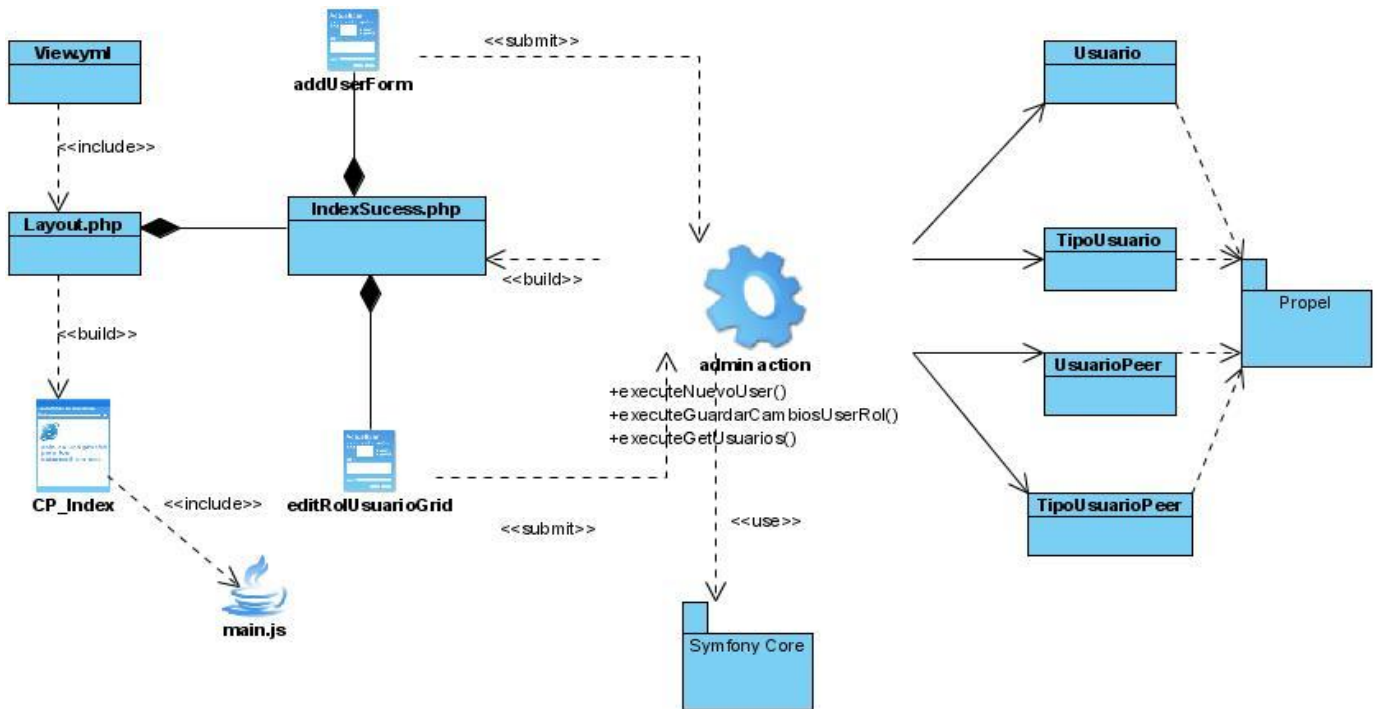 View.yml
<<include>>
Layout.php
<<build>>
CP_Index
<<include>>
main.js
addUserForm
<<submit>>
IndexSucess.php
<<build>>
editRolUsuarioGrid
<<submit>>
admin action
+executeNuevoUser()
+executeGuardarCambiosUserRol()
+executeGetUsuarios()
<<use>>
Symfony Core
Usuario
TipoUsuario
UsuarioPeer
TipoUsuarioPeer
Propel